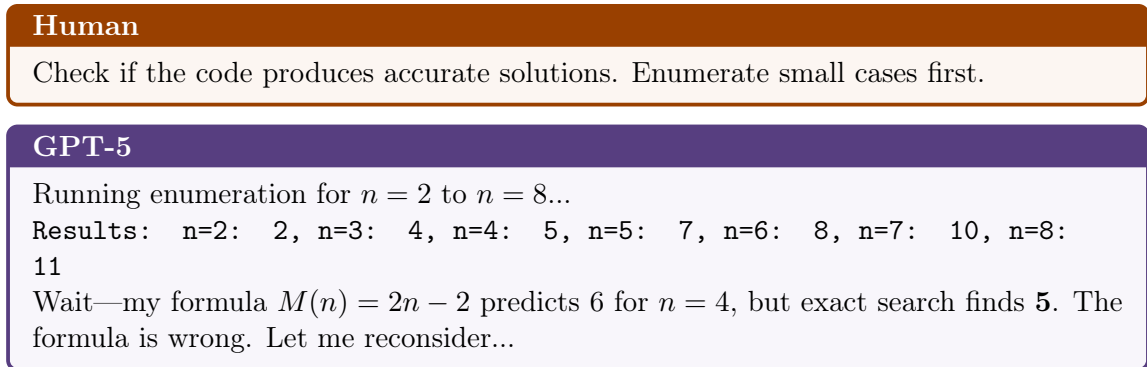 Human
Check if the code produces accurate solutions. Enumerate small cases first.
GPT-5
Running enumeration for n = 2 to n = 8...
Results: n=2: 2, n=3: 4, n=4: 5, n=5: 7, n=6: 8, n=7: 10, n=8:
11
Wait—my formula M(n) = 2n − 2 predicts 6 for n = 4, but exact search finds 5. The
formula is wrong. Let me reconsider...